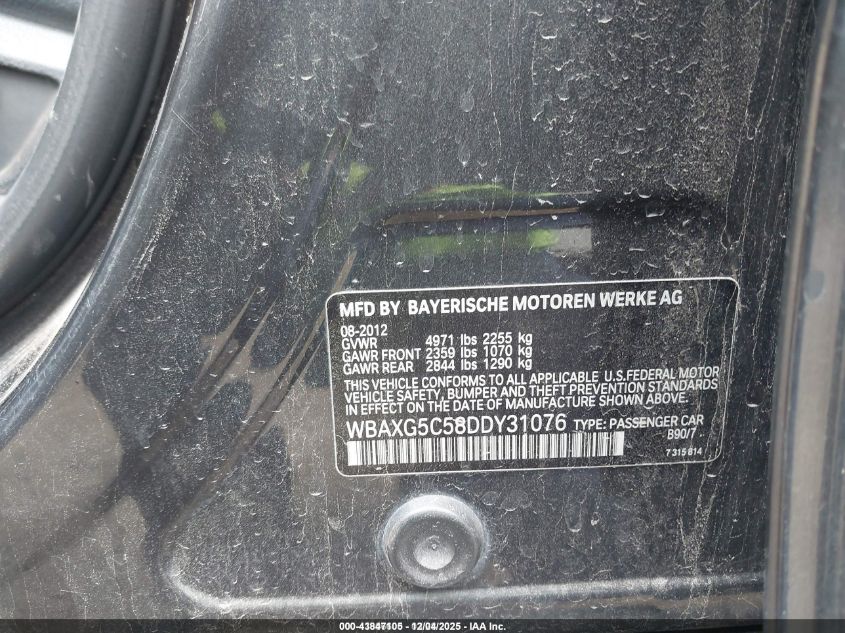 MFD BY BAYERISCHE MOTOREN WERKE AG
08-2012
GVWR 4971 lbs 2255 kg
GAWR FRONT 2359 lbs 1070 kg
GAWR REAR 2844 lbs 1290 kg
THIS VEHICLE CONFORMS TO ALL APPLICABLE U.S.FEDERAL MOTOR
VEHICLE SAFETY, BUMPER AND THEFT PREVENTION STANDARDS
IN EFFECT ON THE DATE OF MANUFACTURE SHOWN ABOVE.
WBAXG5C58DDY31076 TYPE: PASSENGER CAR
B90/7
7 315 814
000-43847105 - 12/04/2025 - IAA Inc.